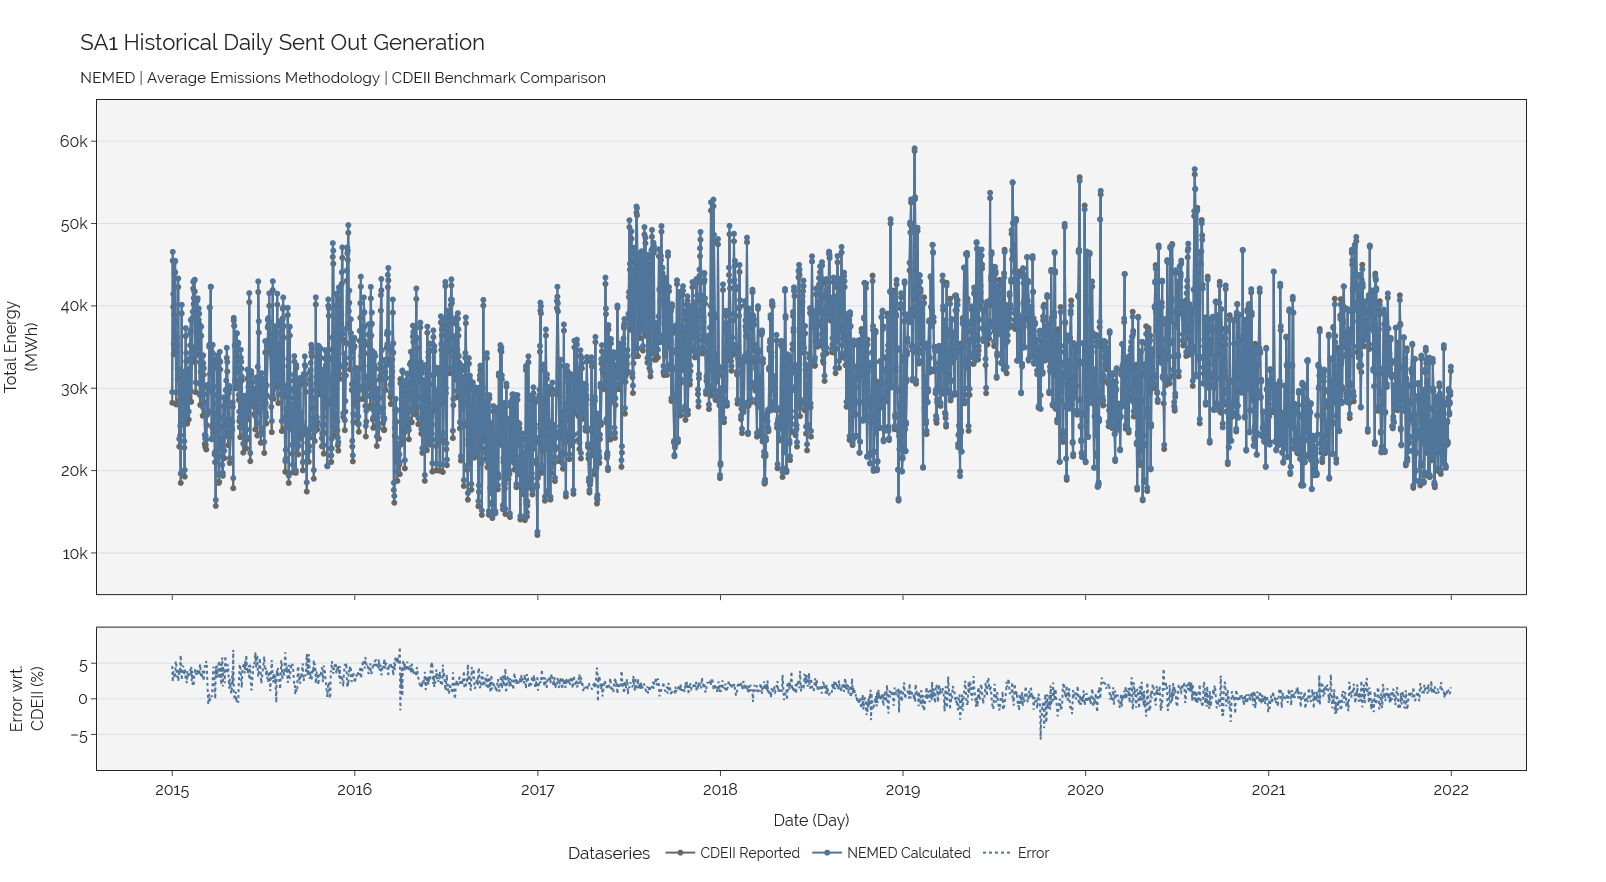 SA1 Historical Daily Sent Out Generation
NEMED | Average Emissions Methodology | CDEII Benchmark Comparison
Total Energy
(MWh)
60k
50k
40k
30k
20k
10k
Error wrt.
CDEII (%)
5
0
−5
2015
2016
2017
2018
2019
2020
2021
2022
Date (Day)
Dataseries
CDEII Reported
NEMED Calculated
Error